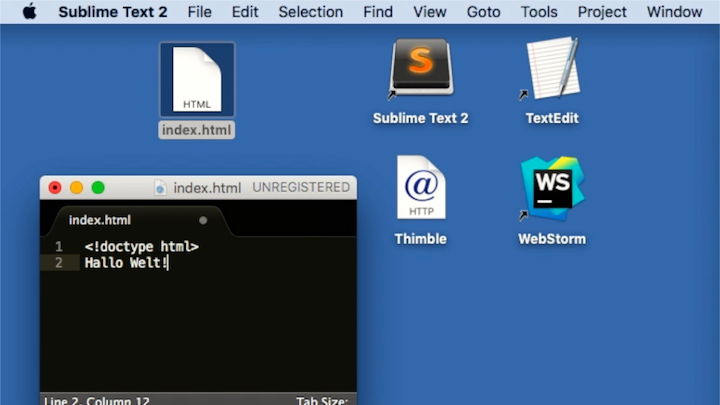 Sublime Text 2 File Edit Selection Find View Goto Tools Project Window
HTML
index.html
S
Sublime Text 2
TextEdit
@
HTTP
Thimble
WS
WebStorm
index.html UNREGISTERED
index.html
1 <!doctype html>
2 Hallo Welt!
Line 2, Column 12 Tab Size: